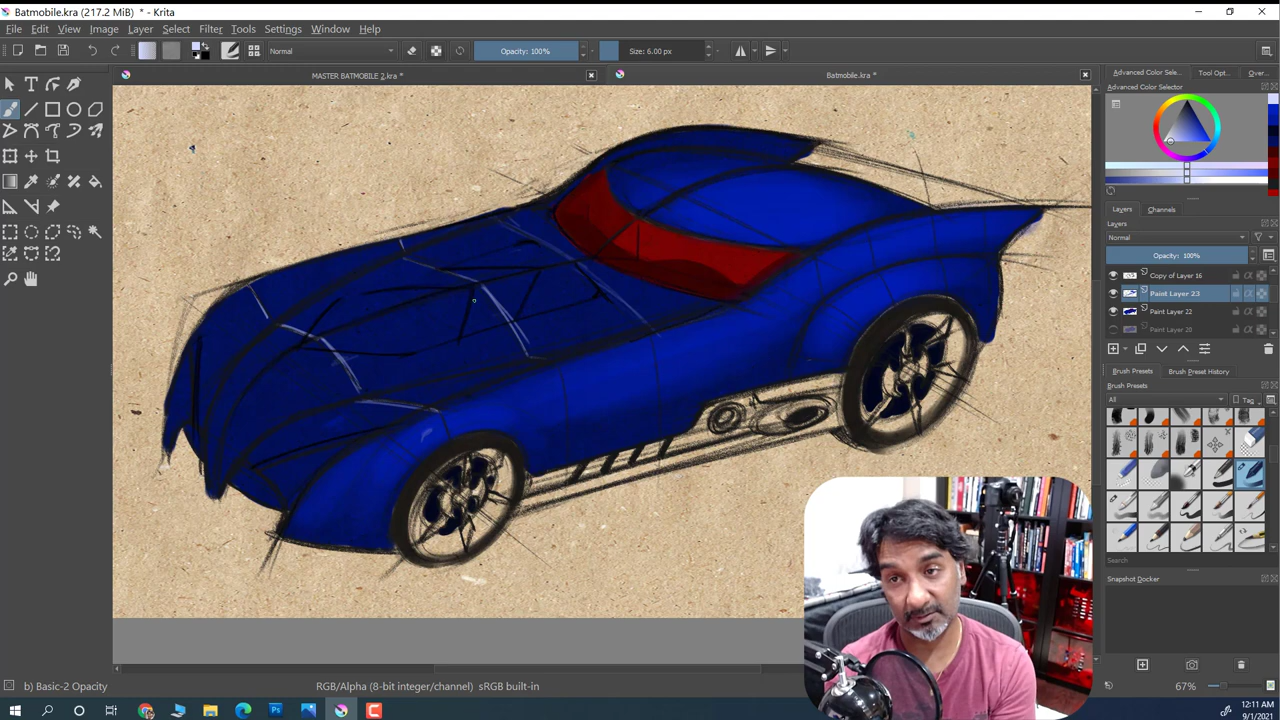 Batmobile.kra (217.2 MiB) * - Krita
File Edit View Image Layer Select Filter Tools Settings Window Help
Normal Opacity: 100% Size: 6.00 px
MASTER BATMOBILE 2.kra * Batmobile.kra *
Advanced Color Sele... Tool Opt... Over...
Advanced Color Selector
Layers Channels
Layers
Normal
Opacity: 100%
Copy of Layer 16
Paint Layer 23
Paint Layer 22
Paint Layer 20
Brush Presets Brush Preset History
Brush Presets
All Tag
Search
Snapshot Docker
b) Basic-2 Opacity RGB/Alpha (8-bit integer/channel) sRGB built-in 67%
12:11 AM
9/1/2021